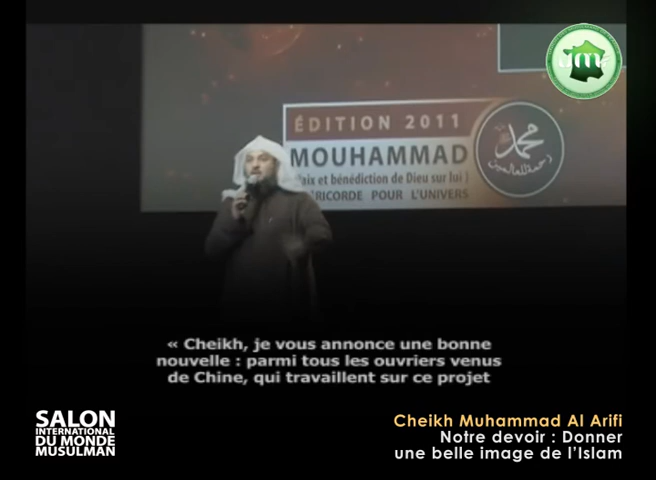 ÉDITION 2011
MOUHAMMAD
aix et bénédiction de Dieu sur lui )
RICORDE POUR L'UNIVERS
محمد
رحمة للعالمين
« Cheikh, je vous annonce une bonne
nouvelle : parmi tous les ouvriers venus
de Chine, qui travaillent sur ce projet
SALON
INTERNATIONAL
DU MONDE
MUSULMAN
Cheikh Muhammad Al Arifi
Notre devoir : Donner
une belle image de l'Islam